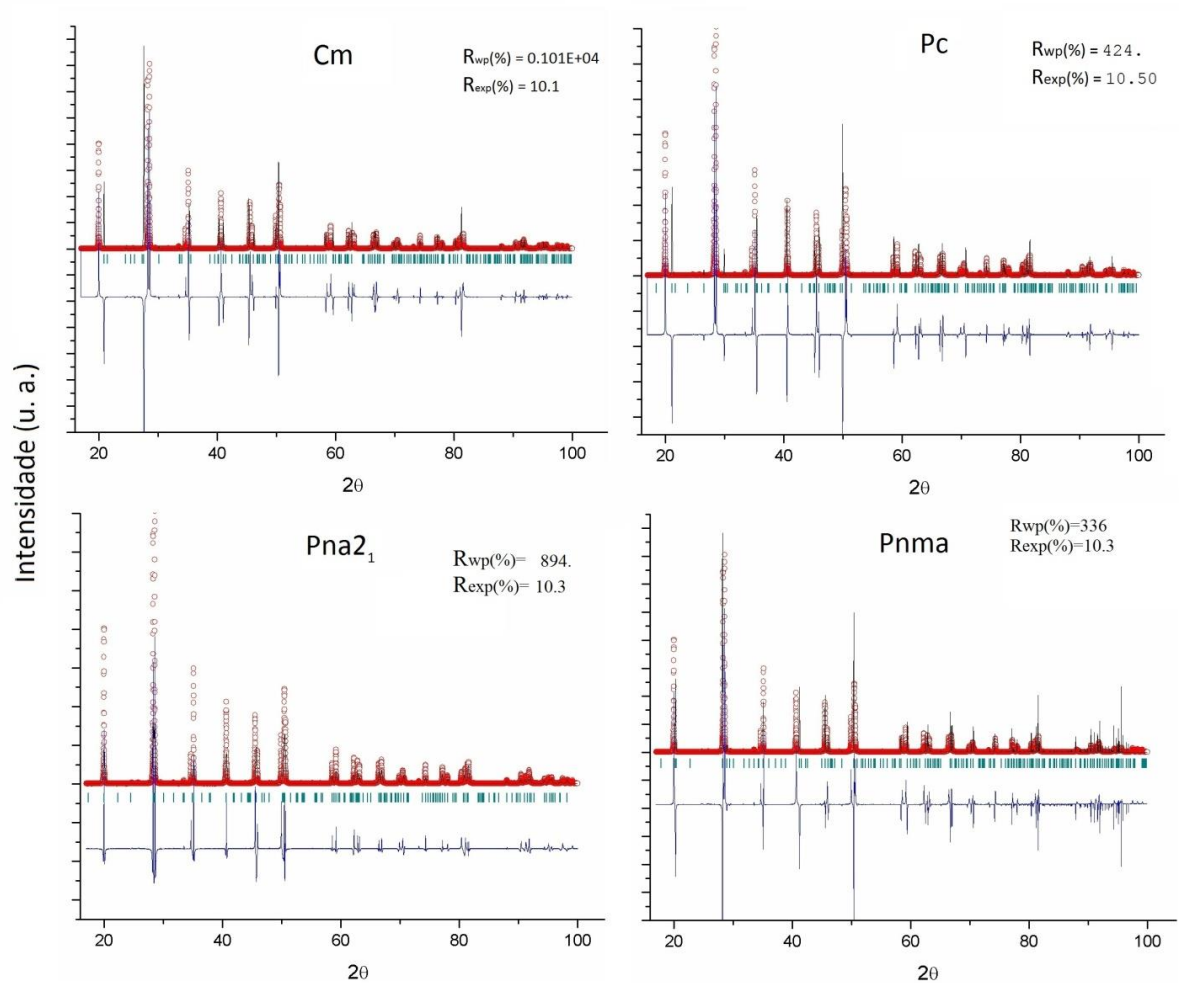 Intensidade (u. a.)
Cm
Rwp(%) = 0.101E+04
Rexp(%) = 10.1
20 40 60 80 100
2θ
Pc
Rwp(%) = 424.
Rexp(%) = 10.50
20 40 60 80 100
2θ
Pna2₁
Rwp(%)= 894.
Rexp(%)= 10.3
20 40 60 80 100
2θ
Pnma
Rwp(%)=336
Rexp(%)=10.3
20 40 60 80 100
2θ